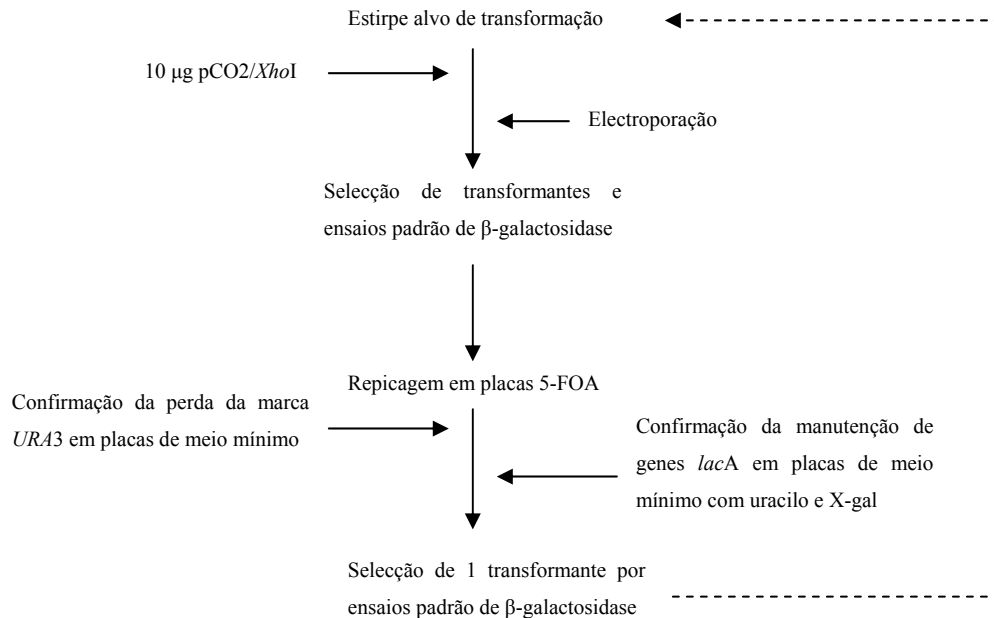 Estirpe alvo de transformação
10 μg pCO2/XhoI
Electroporação
Selecção de transformantes e
ensaios padrão de β-galactosidase
Repicagem em placas 5-FOA
Confirmação da perda da marca
URA3 em placas de meio mínimo
Confirmação da manutenção de
genes lacA em placas de meio
mínimo com uracilo e X-gal
Selecção de 1 transformante por
ensaios padrão de β-galactosidase